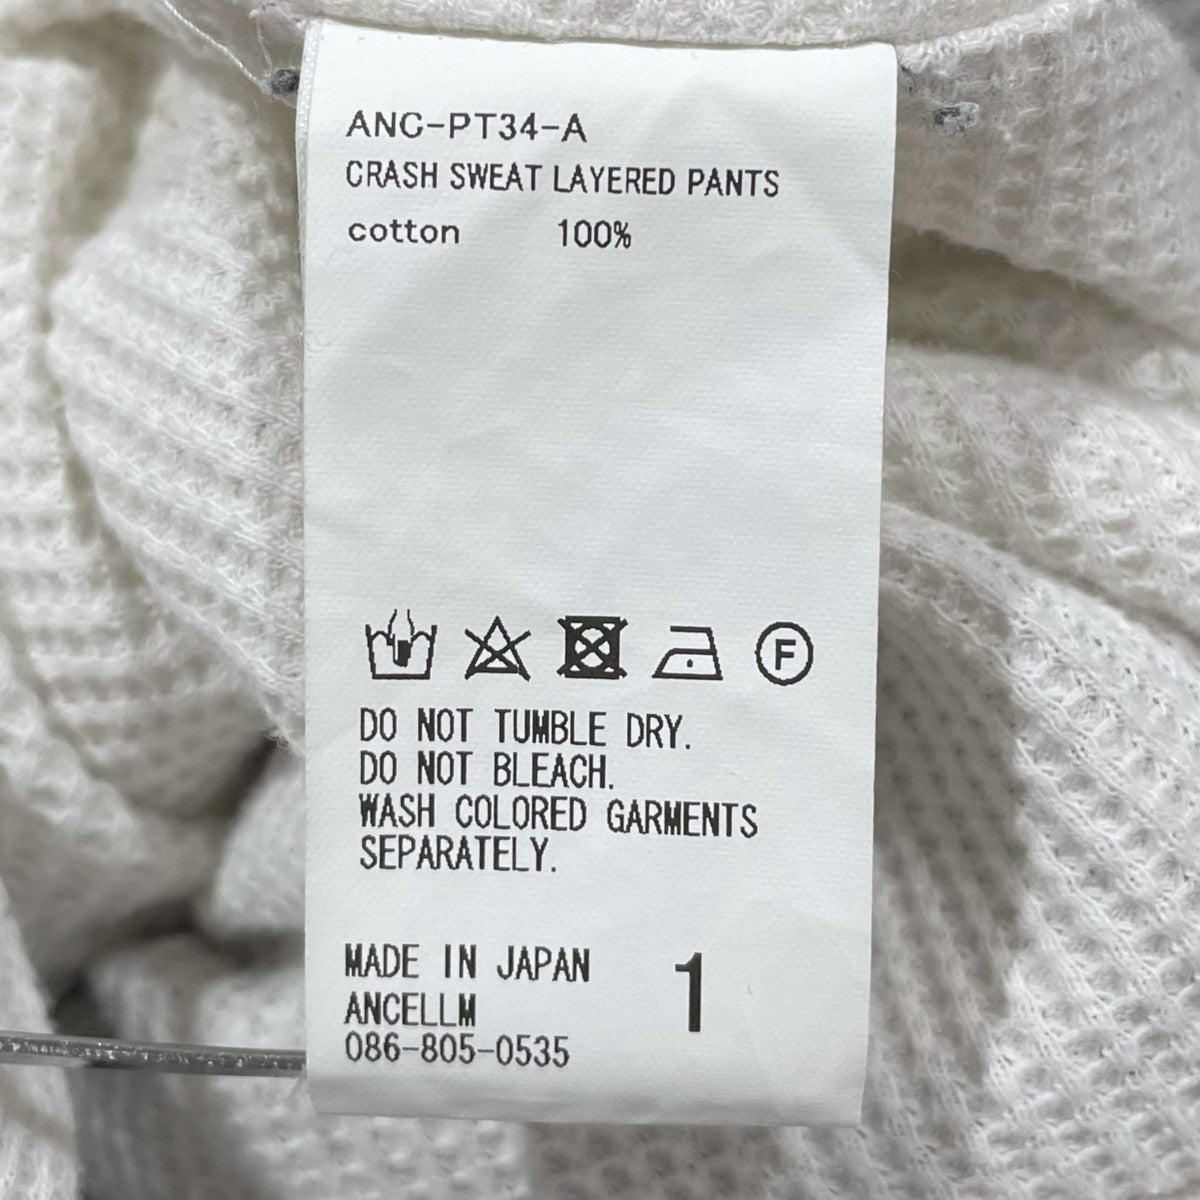 ANC-PT34-A
CRASH SWEAT LAYERED PANTS
cotton 100%
F
DO NOT TUMBLE DRY.
DO NOT BLEACH.
WASH COLORED GARMENTS
SEPARATELY.
MADE IN JAPAN 1
ANCELLM
086-805-0535